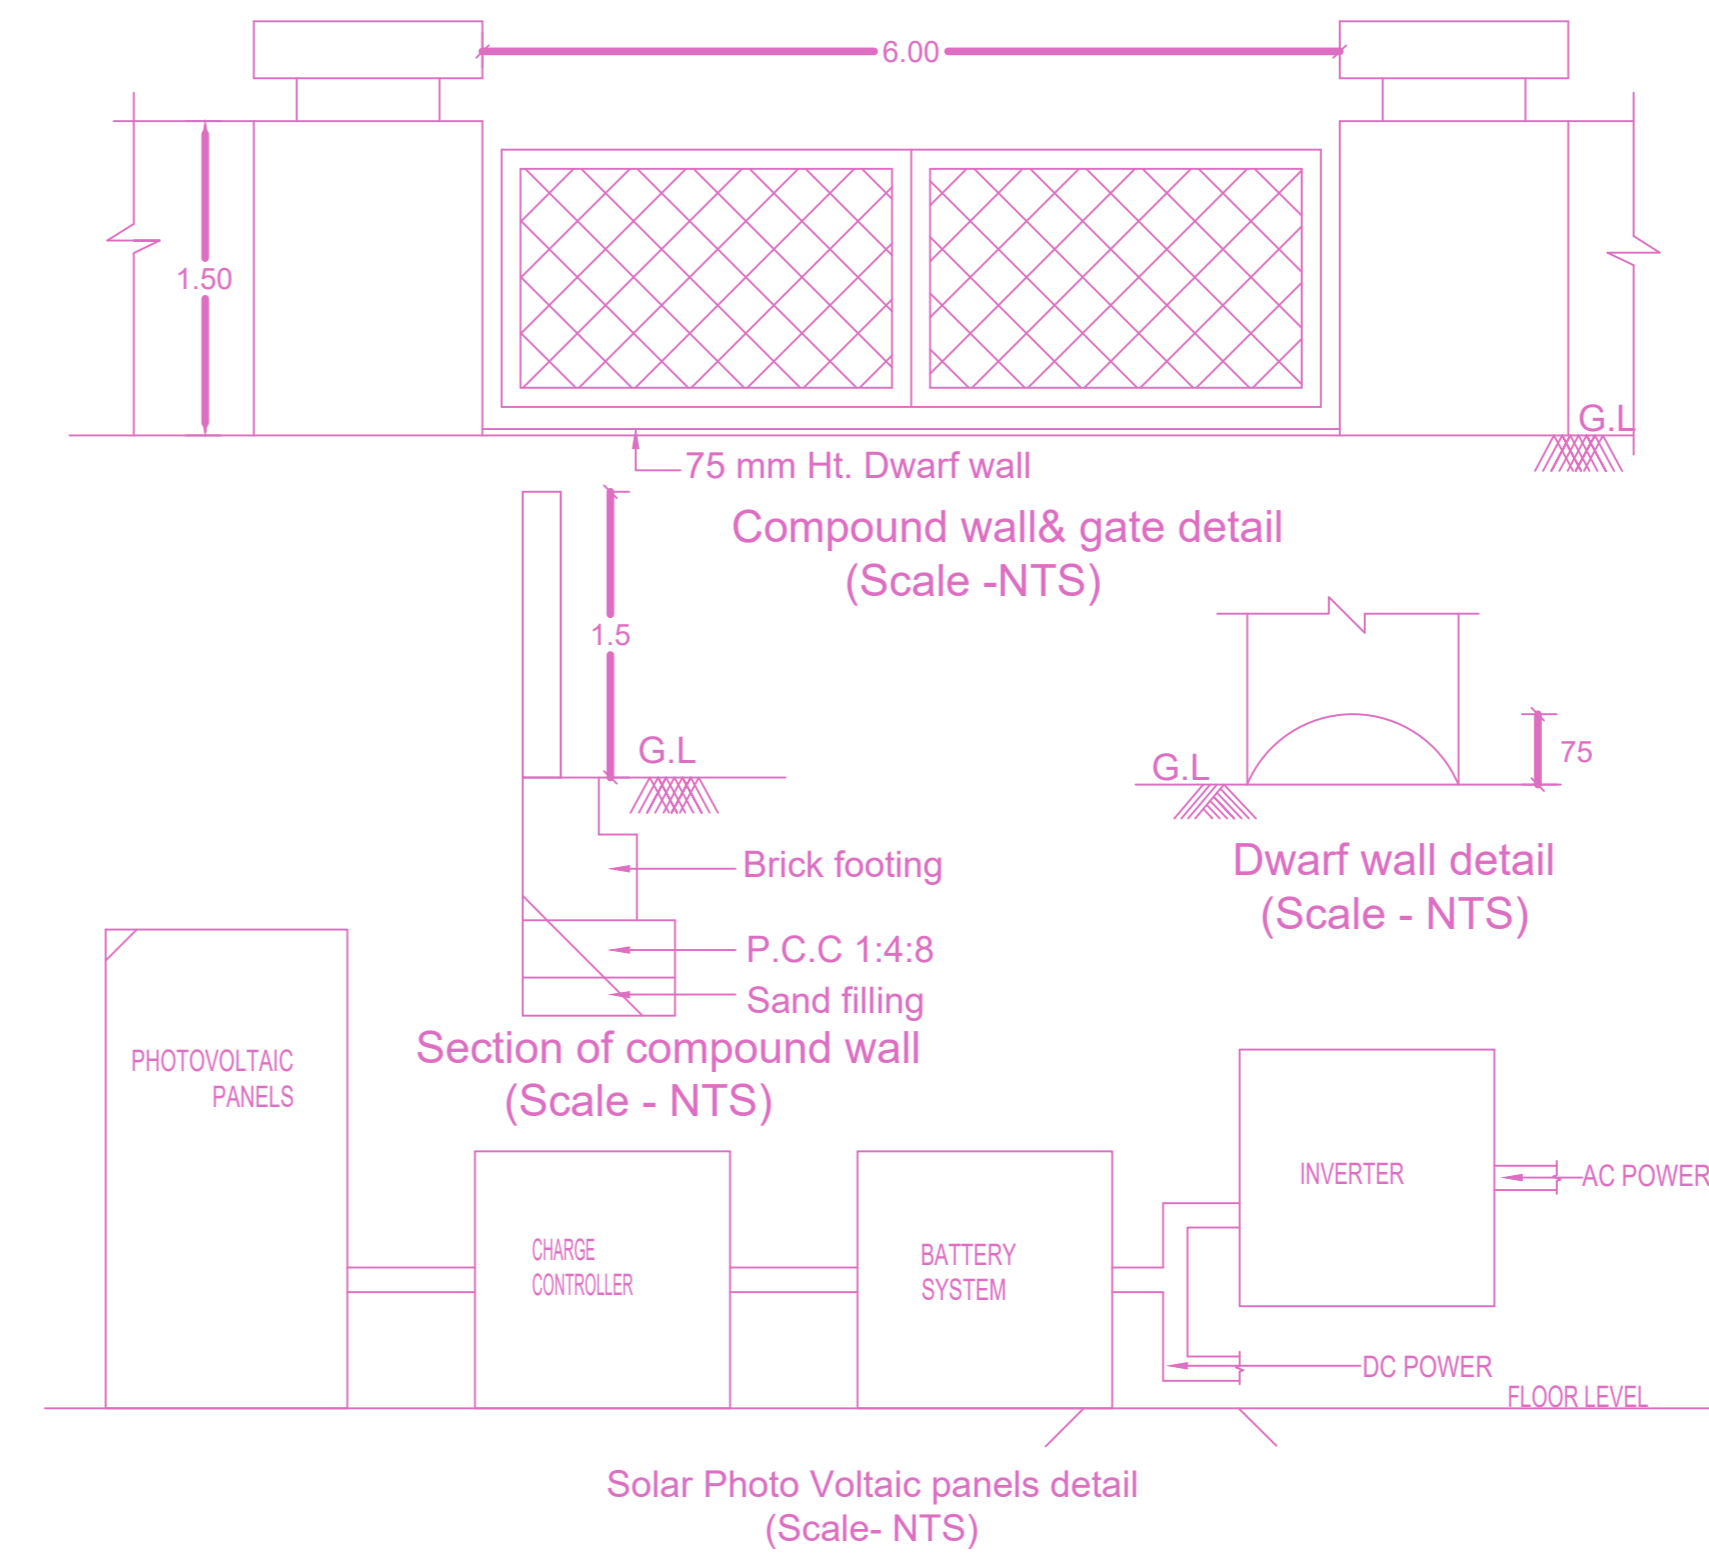 6.00
1.50
G.L
75 mm Ht. Dwarf wall
Compound wall& gate detail
(Scale -NTS)
1.5
G.L
Brick footing
P.C.C 1:4:8
Sand filling
Section of compound wall
(Scale - NTS)
75
G.L
Dwarf wall detail
(Scale - NTS)
PHOTOVOLTAIC
PANELS
CHARGE
CONTROLLER
BATTERY
SYSTEM
INVERTER
AC POWER
DC POWER
FLOOR LEVEL
Solar Photo Voltaic panels detail
(Scale- NTS)